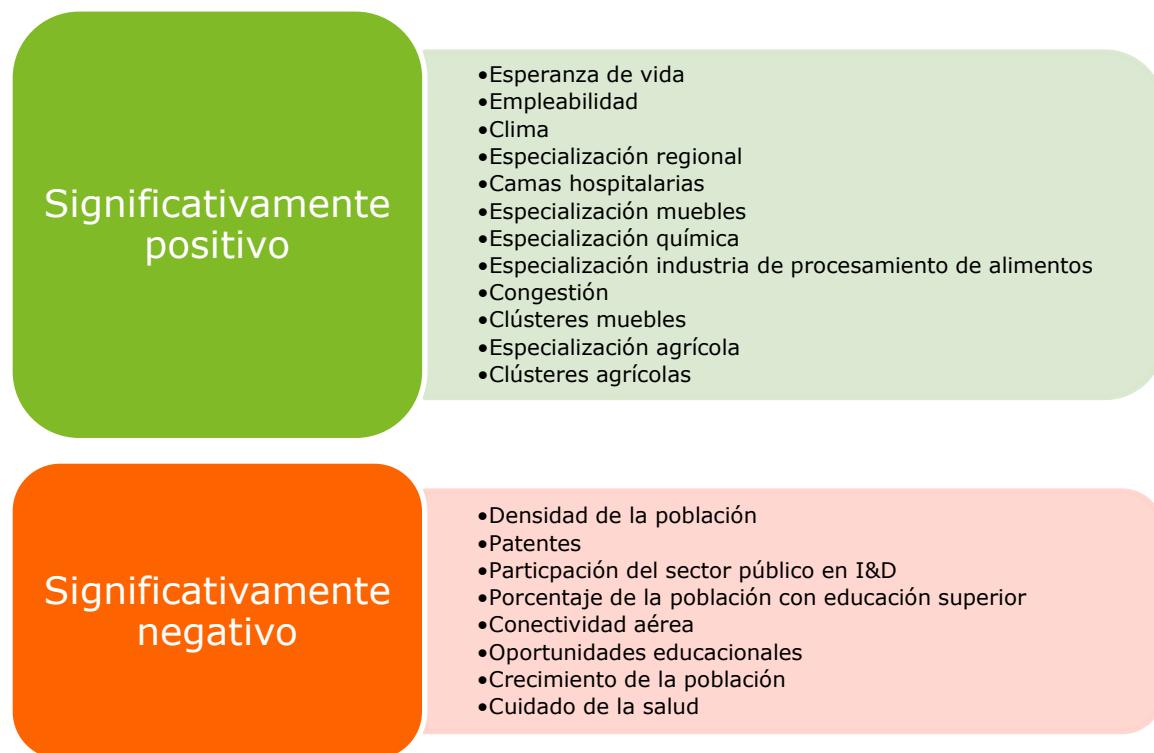 Significativamente
positivo
•Esperanza de vida
•Empleabilidad
•Clima
•Especialización regional
•Camas hospitalarias
•Especialización muebles
•Especialización química
•Especialización industria de procesamiento de alimentos
•Congestión
•Clústeres muebles
•Especialización agrícola
•Clústeres agrícolas
Significativamente
negativo
•Densidad de la población
•Patentes
•Particpación del sector público en I&D
•Porcentaje de la población con educación superior
•Conectividad aérea
•Oportunidades educacionales
•Crecimiento de la población
•Cuidado de la salud